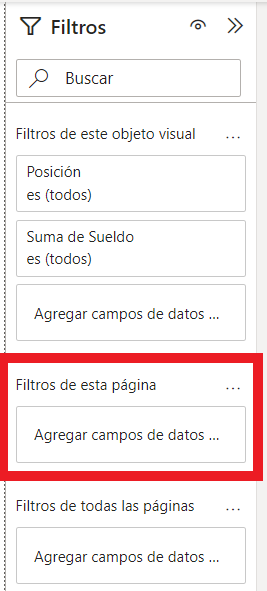 Filtros
Buscar
Filtros de este objeto visual ...
Posición
es (todos)
Suma de Sueldo
es (todos)
Agregar campos de datos ...
Filtros de esta página ...
Agregar campos de datos ...
Filtros de todas las páginas ...
Agregar campos de datos ...